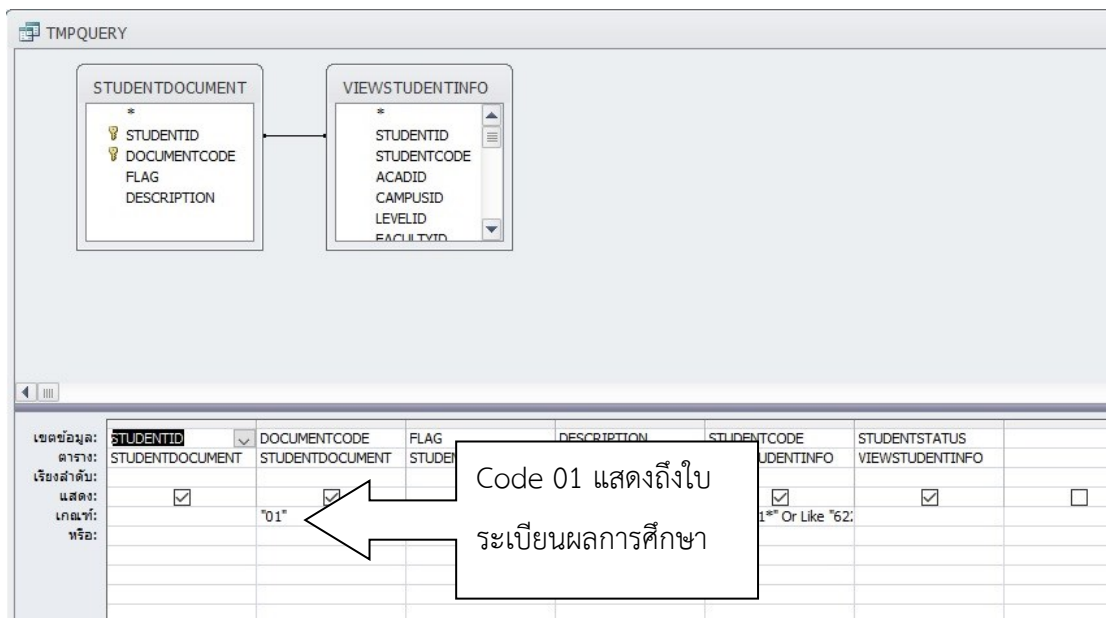 TMPQUERY
STUDENTDOCUMENT
*
STUDENTID
DOCUMENTCODE
FLAG
DESCRIPTION
VIEWSTUDENTINFO
*
STUDENTID
STUDENTCODE
ACADID
CAMPUSID
LEVELID
FACULTYID
เขตข้อมูล: STUDENTID DOCUMENTCODE FLAG DESCRIPTION STUDENTCODE STUDENTSTATUS
ตาราง: STUDENTDOCUMENT STUDENTDOCUMENT STUDEN UDENTINFO VIEWSTUDENTINFO
เรียงลำดับ:
แสดง:
เกณฑ์: "01" 1*" Or Like "62
หรือ:
Code 01 แสดงถึงใบ
ระเบียนผลการศึกษา